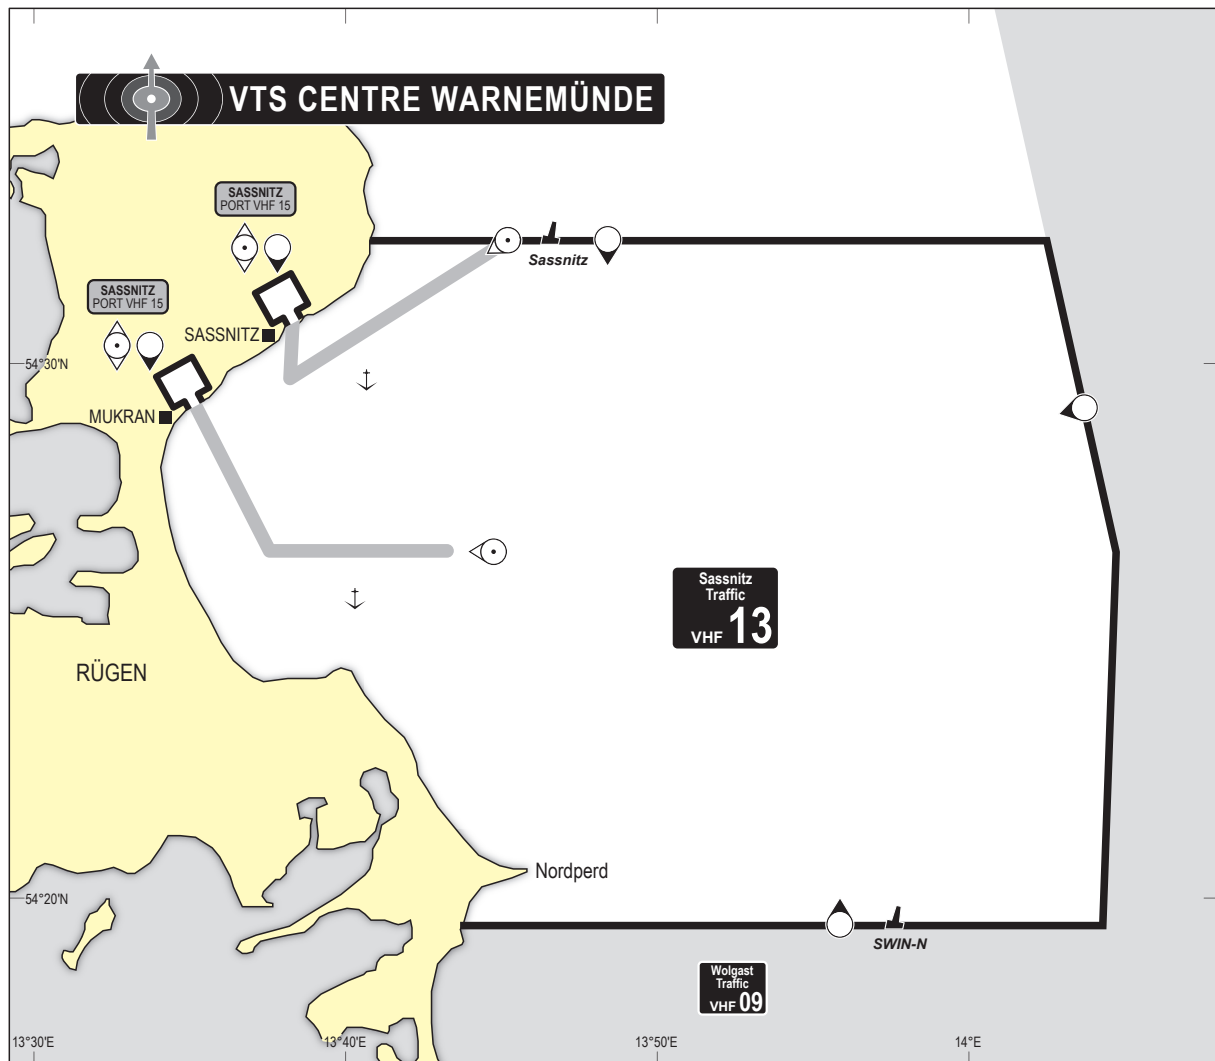 VTS CENTRE WARNEMÜNDE
SASSNITZ
PORT VHF 15
Sassnitz
SASSNITZ
PORT VHF 15
SASSNITZ
54°30'N
MUKRAN
Sassnitz
Traffic
VHF 13
RÜGEN
Nordperd
54°20'N
SWIN-N
Wolgast
Traffic
VHF 09
13°30'E
13°40'E
13°50'E
14°E